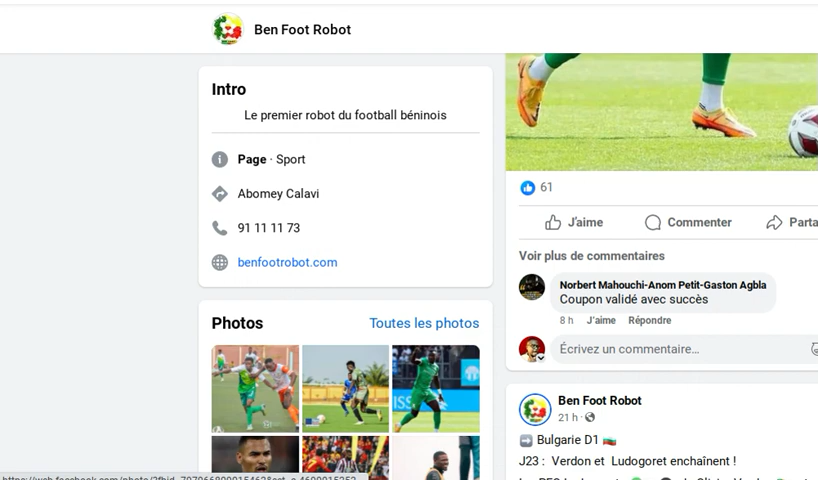 Ben Foot Robot
Intro
Le premier robot du football béninois
Page · Sport
Abomey Calavi
91 11 11 73
benfootrobot.com
Photos
Toutes les photos
61
J'aime
Commenter
Parta
Voir plus de commentaires
Norbert Mahouchi-Anom Petit-Gaston Agbla
Coupon validé avec succès
8 h J'aime Répondre
Écrivez un commentaire…
Ben Foot Robot
21 h ·
Bulgarie D1
J23 : Verdon et Ludogoret enchaînent !